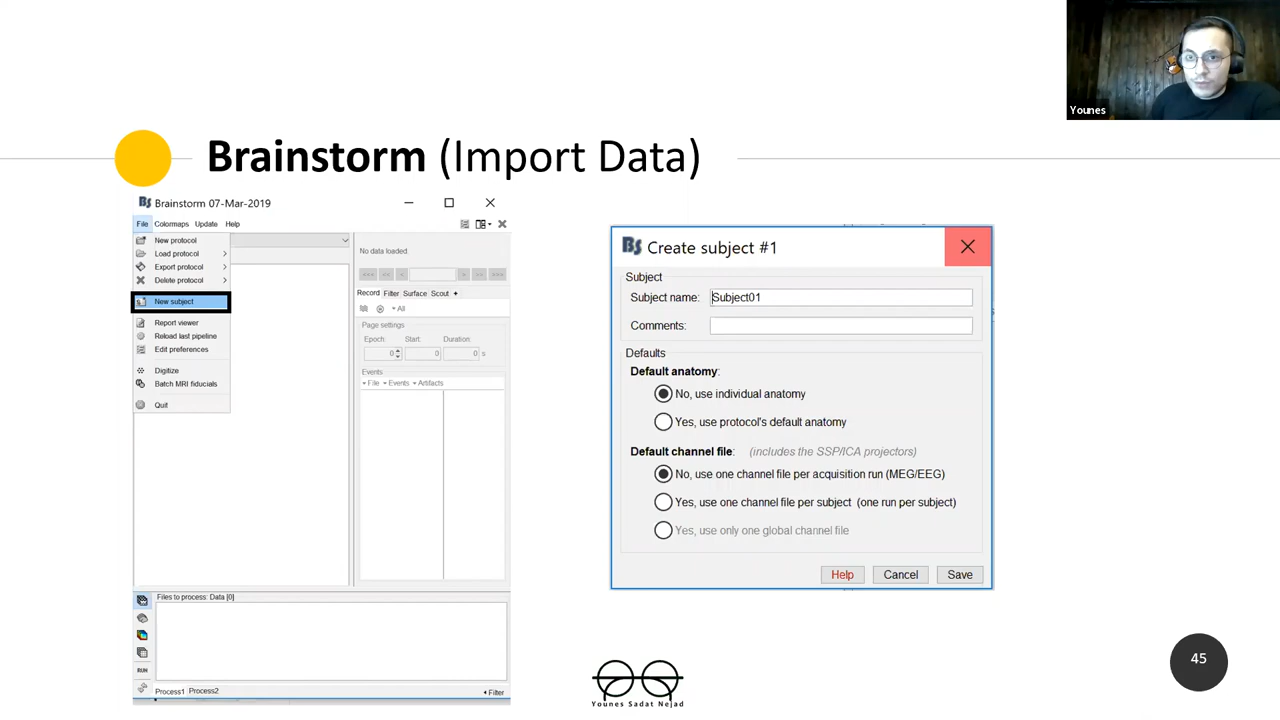 Younes
Brainstorm (Import Data)
Brainstorm 07-Mar-2019
File Colormaps Update Help
New protocol
Load protocol
Export protocol
Delete protocol
New subject
Report viewer
Reload last pipeline
Edit preferences
Digitize
Batch MRI fiducials
Quit
No data loaded.
<<< << < > >> >>>
Record Filter Surface Scout +
All
Page settings
Epoch: Start: Duration:
0 0 0 s
Events
File Events Artifacts
Files to process: Data [0]
RUN
Process1 Process2
Filter
BS Create subject #1
Subject
Subject name: Subject01
Comments:
Defaults
Default anatomy:
No, use individual anatomy
Yes, use protocol's default anatomy
Default channel file: (includes the SSP/ICA projectors)
No, use one channel file per acquisition run (MEG/EEG)
Yes, use one channel file per subject (one run per subject)
Yes, use only one global channel file
Help Cancel Save
Younes Sadat Nejad
45